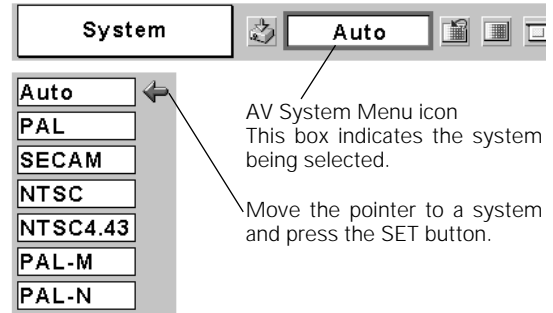 System
Auto
Auto
PAL
SECAM
NTSC
NTSC4.43
PAL-M
PAL-N
AV System Menu icon
This box indicates the system
being selected.
Move the pointer to a system
and press the SET button.